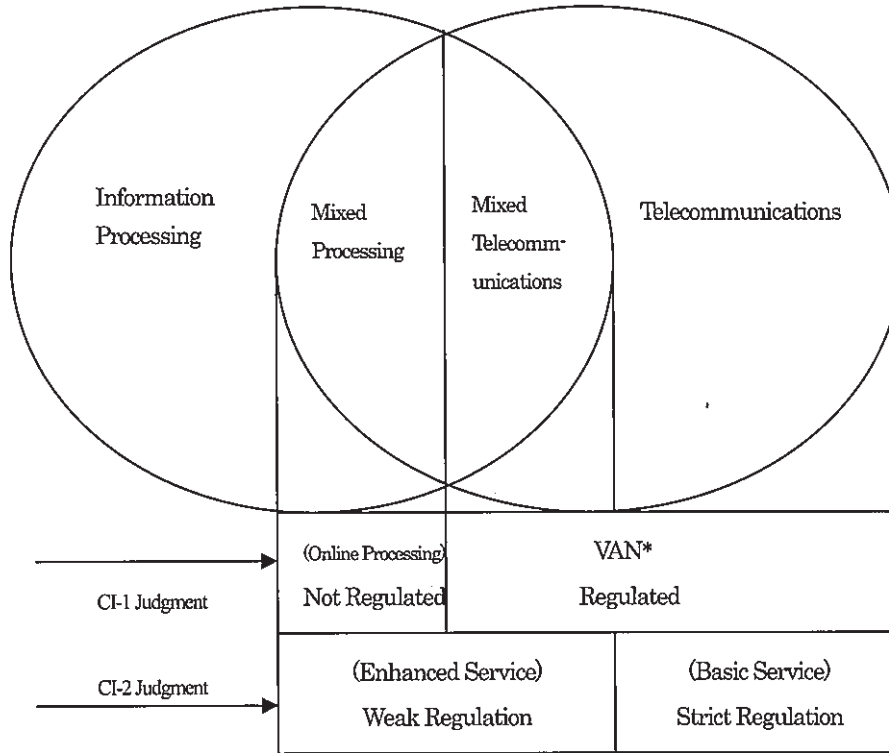 Information
Processing
Mixed
Processing
Mixed
Telecomm-
unications
Telecommunications
CI-1 Judgment
(Online Processing)
Not Regulated
VAN*
Regulated
CI-2 Judgment
(Enhanced Service)
Weak Regulation
(Basic Service)
Strict Regulation